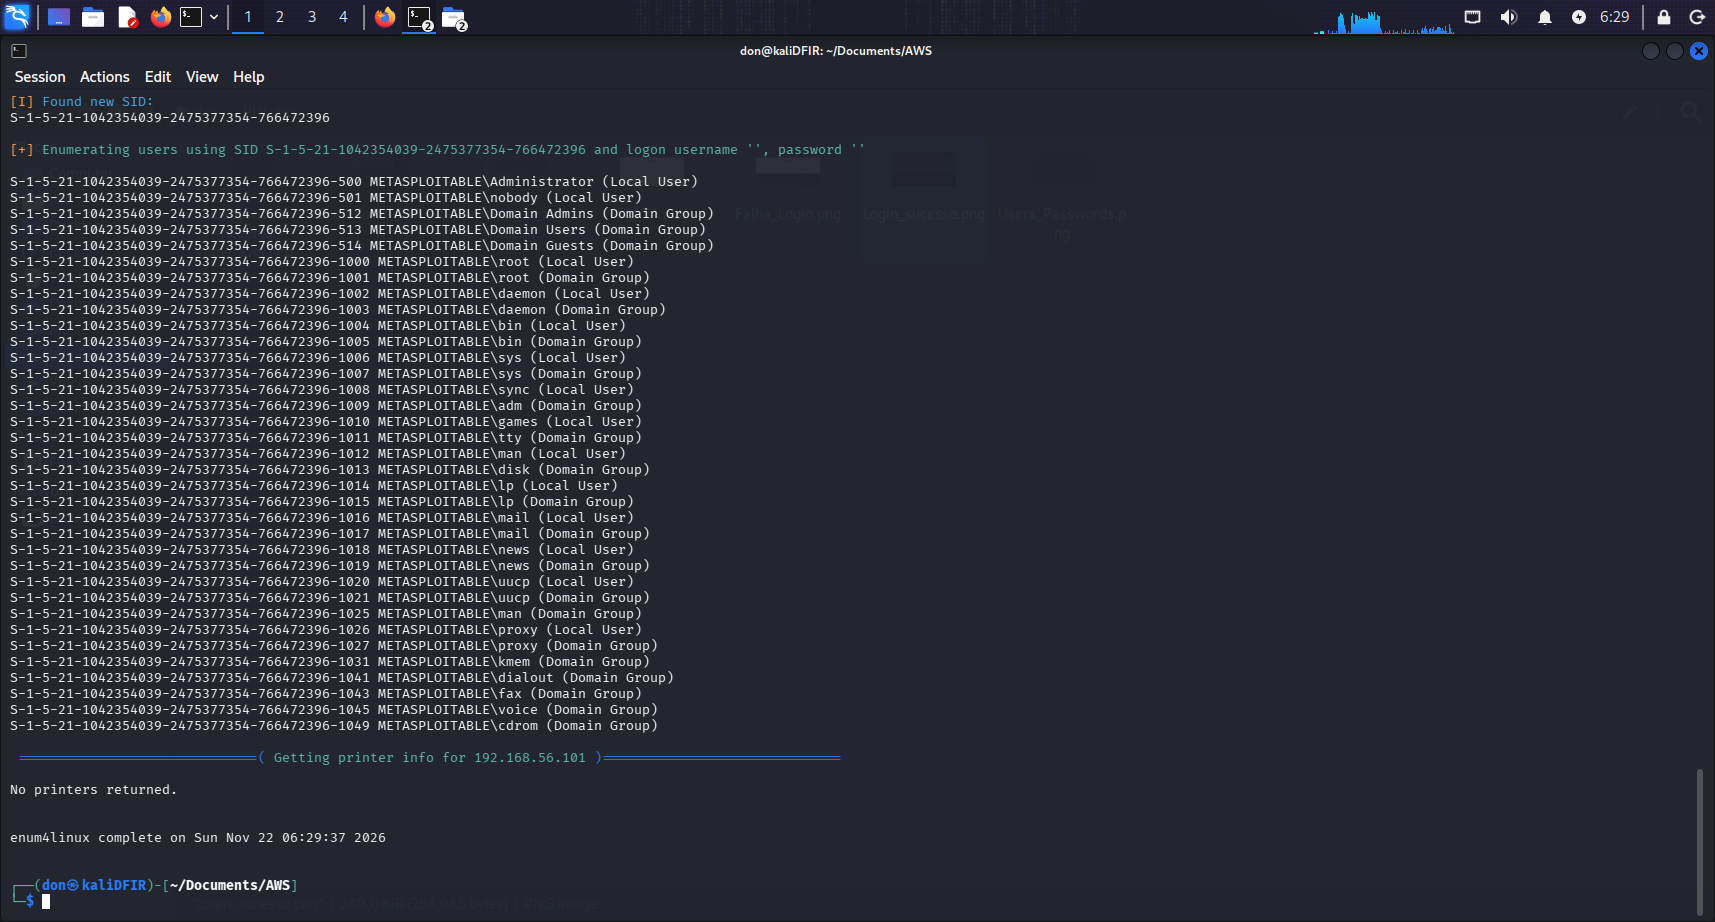 1 2 3 4 2 2 6:29
don@kaliDFIR: ~/Documents/AWS
Session Actions Edit View Help
[I] Found new SID:
S-1-5-21-1042354039-2475377354-766472396
[+] Enumerating users using SID S-1-5-21-1042354039-2475377354-766472396 and logon username '', password ''
S-1-5-21-1042354039-2475377354-766472396-500 METASPLOITABLE\Administrator (Local User)
S-1-5-21-1042354039-2475377354-766472396-501 METASPLOITABLE\nobody (Local User)
S-1-5-21-1042354039-2475377354-766472396-512 METASPLOITABLE\Domain Admins (Domain Group)
S-1-5-21-1042354039-2475377354-766472396-513 METASPLOITABLE\Domain Users (Domain Group)
S-1-5-21-1042354039-2475377354-766472396-514 METASPLOITABLE\Domain Guests (Domain Group)
S-1-5-21-1042354039-2475377354-766472396-1000 METASPLOITABLE\root (Local User)
S-1-5-21-1042354039-2475377354-766472396-1001 METASPLOITABLE\root (Domain Group)
S-1-5-21-1042354039-2475377354-766472396-1002 METASPLOITABLE\daemon (Local User)
S-1-5-21-1042354039-2475377354-766472396-1003 METASPLOITABLE\daemon (Domain Group)
S-1-5-21-1042354039-2475377354-766472396-1004 METASPLOITABLE\bin (Local User)
S-1-5-21-1042354039-2475377354-766472396-1005 METASPLOITABLE\bin (Domain Group)
S-1-5-21-1042354039-2475377354-766472396-1006 METASPLOITABLE\sys (Local User)
S-1-5-21-1042354039-2475377354-766472396-1007 METASPLOITABLE\sys (Domain Group)
S-1-5-21-1042354039-2475377354-766472396-1008 METASPLOITABLE\sync (Local User)
S-1-5-21-1042354039-2475377354-766472396-1009 METASPLOITABLE\adm (Domain Group)
S-1-5-21-1042354039-2475377354-766472396-1010 METASPLOITABLE\games (Local User)
S-1-5-21-1042354039-2475377354-766472396-1011 METASPLOITABLE\tty (Domain Group)
S-1-5-21-1042354039-2475377354-766472396-1012 METASPLOITABLE\man (Local User)
S-1-5-21-1042354039-2475377354-766472396-1013 METASPLOITABLE\disk (Domain Group)
S-1-5-21-1042354039-2475377354-766472396-1014 METASPLOITABLE\lp (Local User)
S-1-5-21-1042354039-2475377354-766472396-1015 METASPLOITABLE\lp (Domain Group)
S-1-5-21-1042354039-2475377354-766472396-1016 METASPLOITABLE\mail (Local User)
S-1-5-21-1042354039-2475377354-766472396-1017 METASPLOITABLE\mail (Domain Group)
S-1-5-21-1042354039-2475377354-766472396-1018 METASPLOITABLE\news (Local User)
S-1-5-21-1042354039-2475377354-766472396-1019 METASPLOITABLE\news (Domain Group)
S-1-5-21-1042354039-2475377354-766472396-1020 METASPLOITABLE\uucp (Local User)
S-1-5-21-1042354039-2475377354-766472396-1021 METASPLOITABLE\uucp (Domain Group)
S-1-5-21-1042354039-2475377354-766472396-1025 METASPLOITABLE\man (Domain Group)
S-1-5-21-1042354039-2475377354-766472396-1026 METASPLOITABLE\proxy (Local User)
S-1-5-21-1042354039-2475377354-766472396-1027 METASPLOITABLE\proxy (Domain Group)
S-1-5-21-1042354039-2475377354-766472396-1031 METASPLOITABLE\kmem (Domain Group)
S-1-5-21-1042354039-2475377354-766472396-1041 METASPLOITABLE\dialout (Domain Group)
S-1-5-21-1042354039-2475377354-766472396-1043 METASPLOITABLE\fax (Domain Group)
S-1-5-21-1042354039-2475377354-766472396-1045 METASPLOITABLE\voice (Domain Group)
S-1-5-21-1042354039-2475377354-766472396-1049 METASPLOITABLE\cdrom (Domain Group)
( Getting printer info for 192.168.56.101 )
No printers returned.
enum4linux complete on Sun Nov 22 06:29:37 2026
(don㉿kaliDFIR)-[~/Documents/AWS]
$
Falha_Login.png Login_sucesso.png Users_Passwords.p
ng